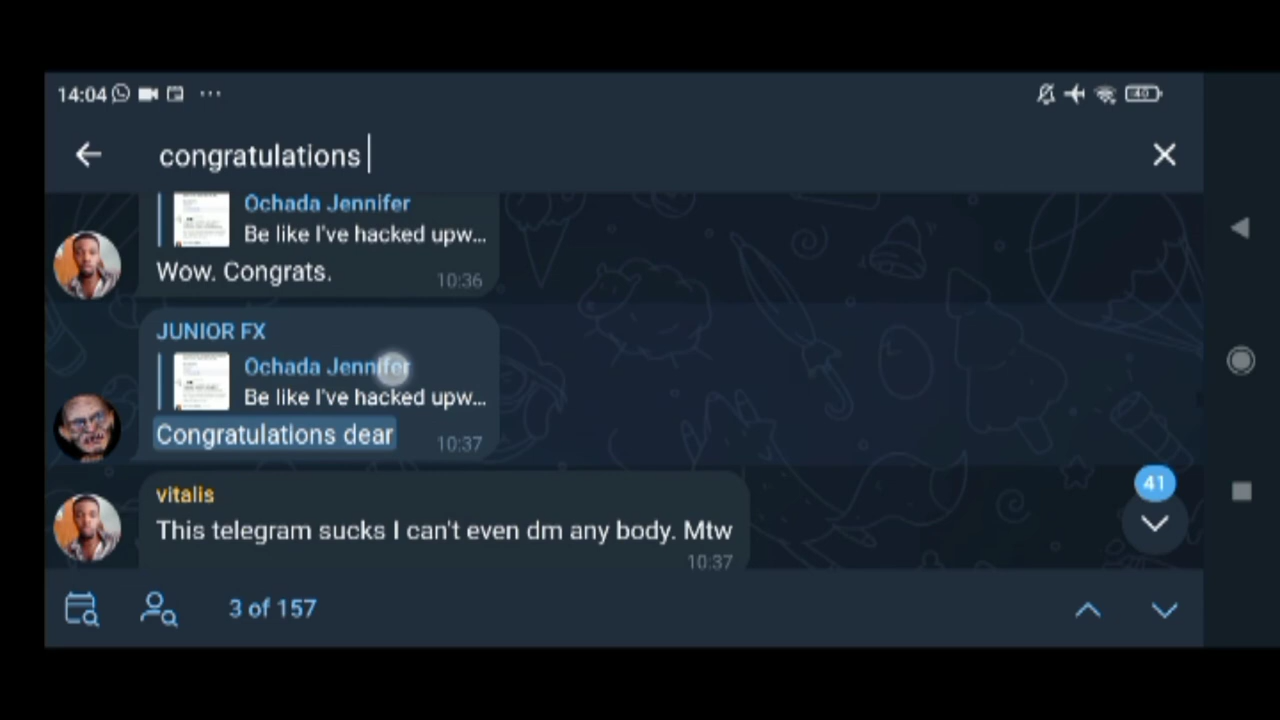 14:04
congratulations
Ochada Jennifer
Be like I've hacked upw...
Wow. Congrats.
10:36
JUNIOR FX
Ochada Jennifer
Be like I've hacked upw...
Congratulations dear
10:37
vitalis
This telegram sucks I can't even dm any body. Mtw
10:37
41
3 of 157